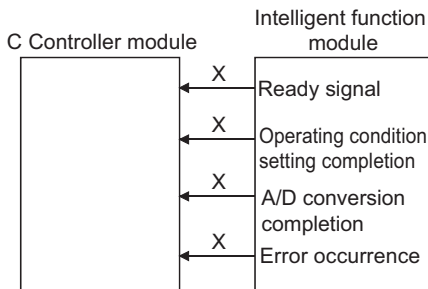 Intelligent function
module
C Controller module
X
Ready signal
X
Operating condition
setting completion
X
A/D conversion
completion
X
Error occurrence